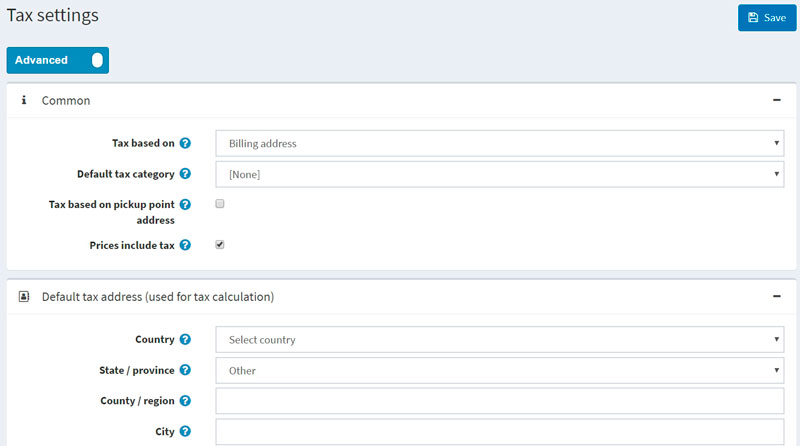 Tax settings
Save
Advanced
Common
Tax based on ? Billing address
Default tax category ? [None]
Tax based on pickup point ?
address
Prices include tax ?
Default tax address (used for tax calculation)
Country ? Select country
State / province ? Other
County / region ?
City ?